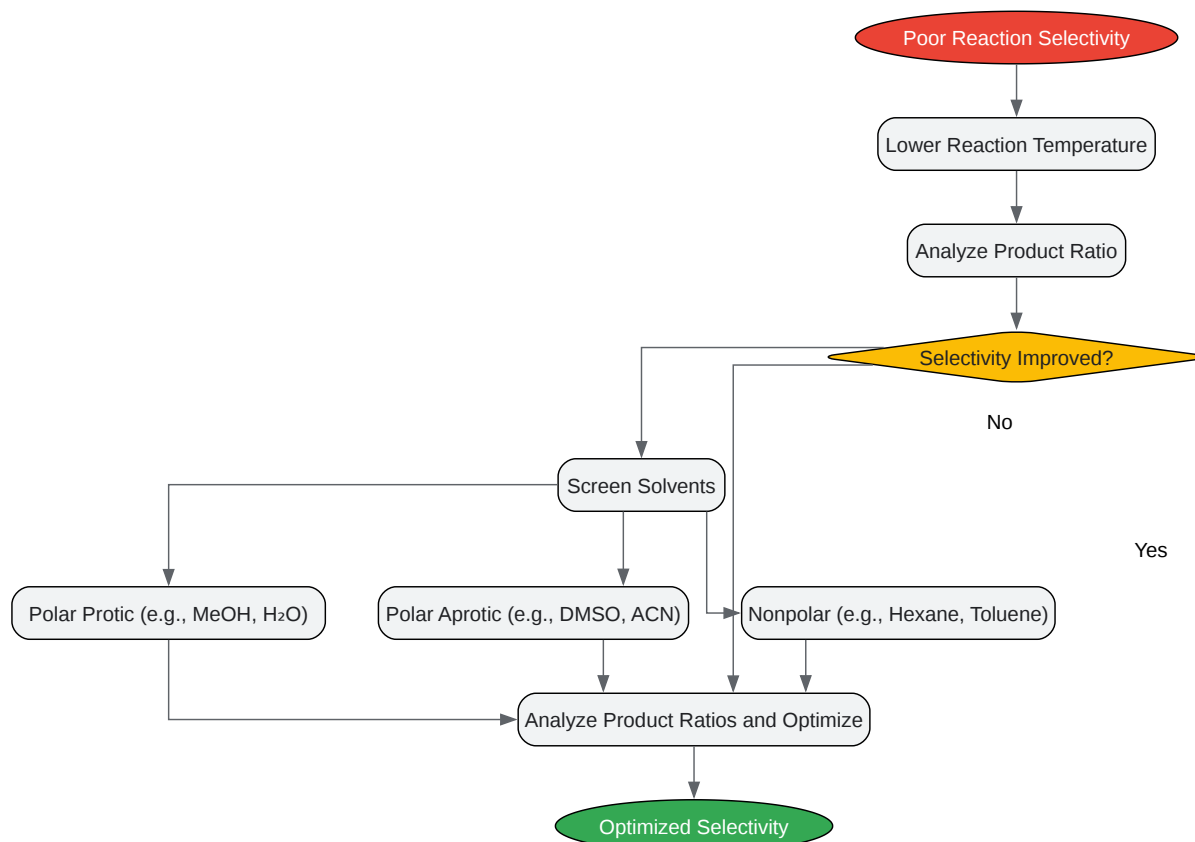 Poor Reaction Selectivity
Lower Reaction Temperature
Analyze Product Ratio
Selectivity Improved?
No
Screen Solvents
Yes
Polar Protic (e.g., MeOH, H₂O)
Polar Aprotic (e.g., DMSO, ACN)
Nonpolar (e.g., Hexane, Toluene)
Analyze Product Ratios and Optimize
Optimized Selectivity